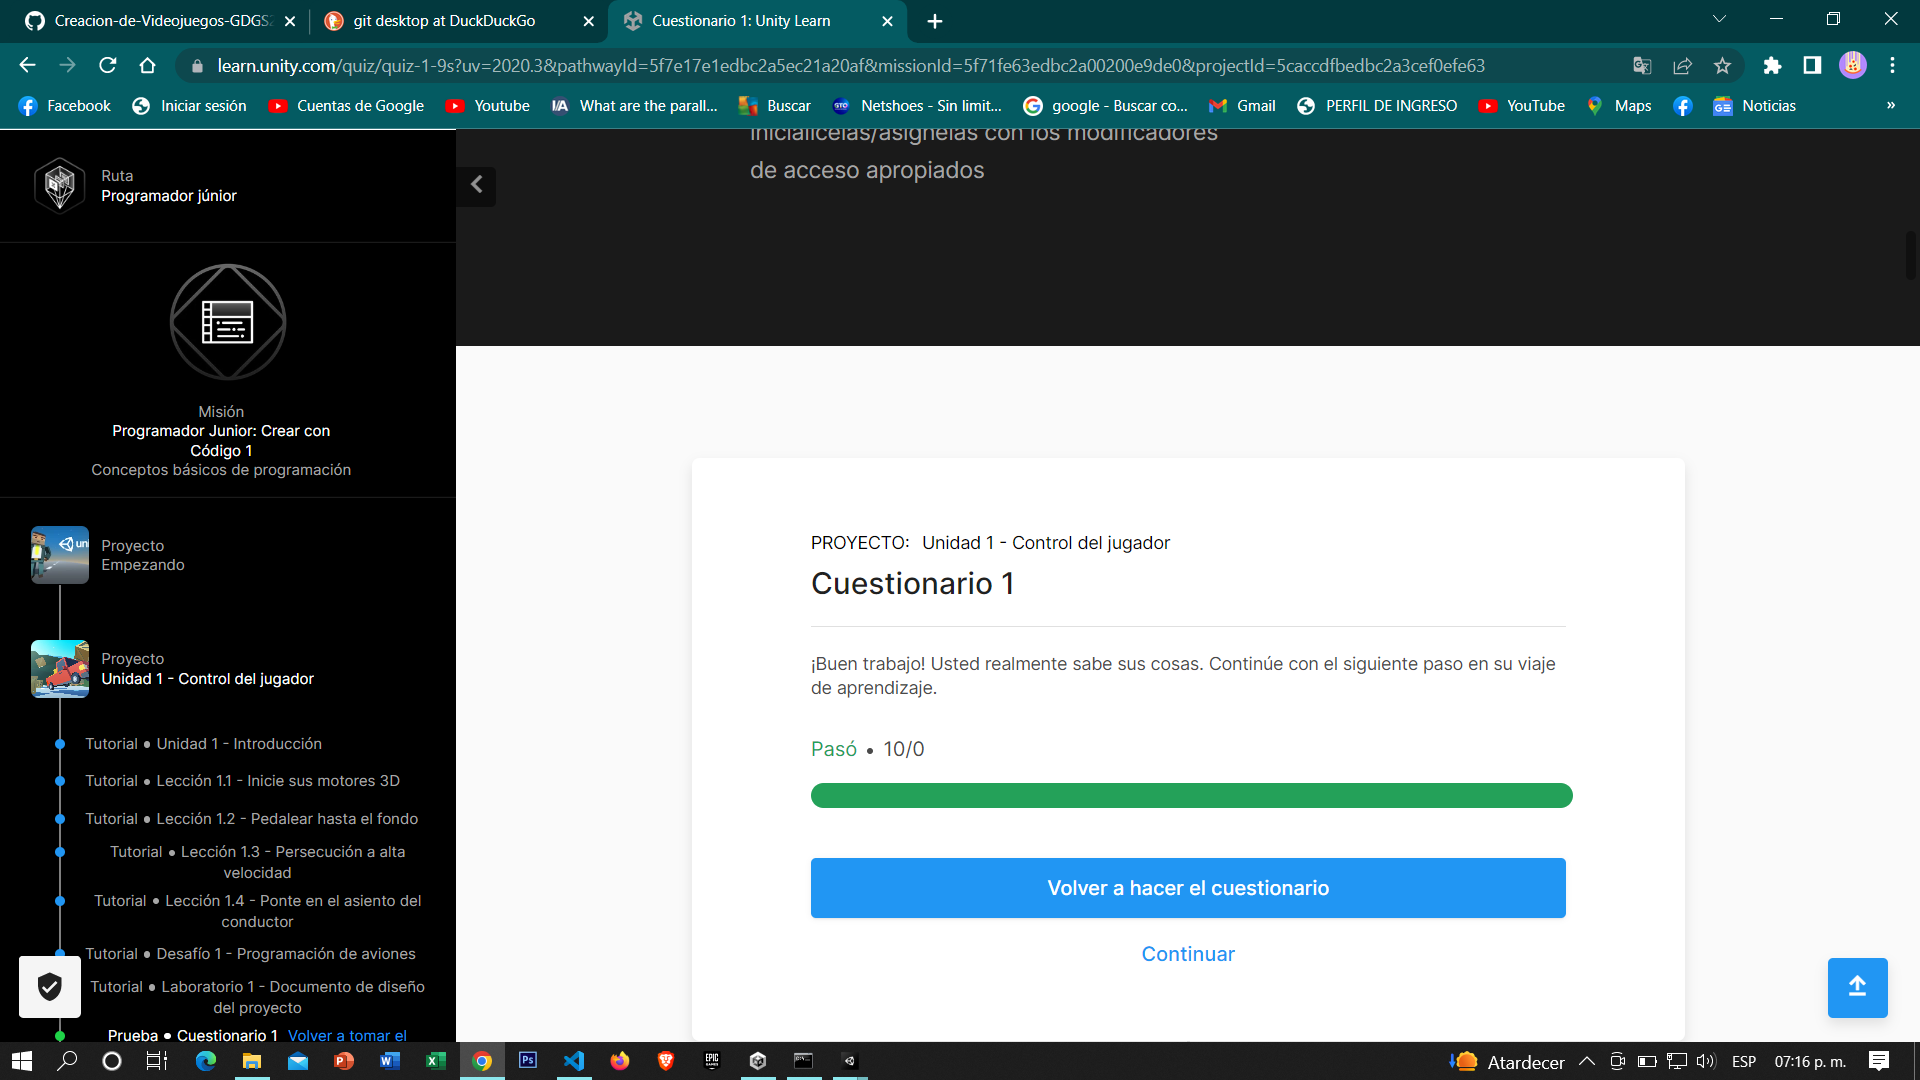 Creacion-de-Videojuegos-GDGS
git desktop at DuckDuckGo
Cuestionario 1: Unity Learn
learn.unity.com/quiz/quiz-1-9s?uv=2020.3&pathwayId=5f7e17e1edbc2a5ec21a20af&missionId=5f71fe63edbc2a00200e9de0&projectId=5caccdfbedbc2a3cef0efe63
Facebook
Iniciar sesión
Cuentas de Google
Youtube
IA What are the parall...
Buscar
Netshoes - Sin limit...
google - Buscar co...
Gmail
PERFIL DE INGRESO
YouTube
Maps
Noticias
»
inicialícelas/asígnelas con los modificadores
de acceso apropiados
Ruta
Programador júnior
Misión
Programador Junior: Crear con
Código 1
Conceptos básicos de programación
Proyecto
Empezando
Proyecto
Unidad 1 - Control del jugador
Tutorial • Unidad 1 - Introducción
Tutorial • Lección 1.1 - Inicie sus motores 3D
Tutorial • Lección 1.2 - Pedalear hasta el fondo
Tutorial • Lección 1.3 - Persecución a alta
velocidad
Tutorial • Lección 1.4 - Ponte en el asiento del
conductor
Tutorial • Desafío 1 - Programación de aviones
Tutorial • Laboratorio 1 - Documento de diseño
del proyecto
Prueba • Cuestionario 1 Volver a tomar el
PROYECTO: Unidad 1 - Control del jugador
Cuestionario 1
¡Buen trabajo! Usted realmente sabe sus cosas. Continúe con el siguiente paso en su viaje
de aprendizaje.
Pasó • 10/0
Volver a hacer el cuestionario
Continuar
Atardecer
ESP
07:16 p. m.